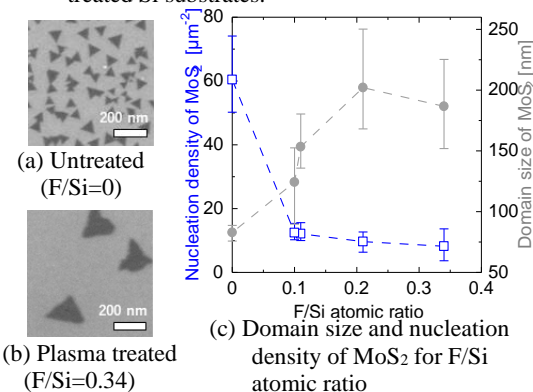 treated Si substrates.
200 nm
(a) Untreated
(F/Si=0)
200 nm
(b) Plasma treated
(F/Si=0.34)
Nucleation density of MoS2 [μm-2]
80
60
40
20
0
0
0.1
0.2
0.3
0.4
F/Si atomic ratio
250
200
150
100
50
Domain size of MoS2 [nm]
(c) Domain size and nucleation
density of MoS2 for F/Si
atomic ratio